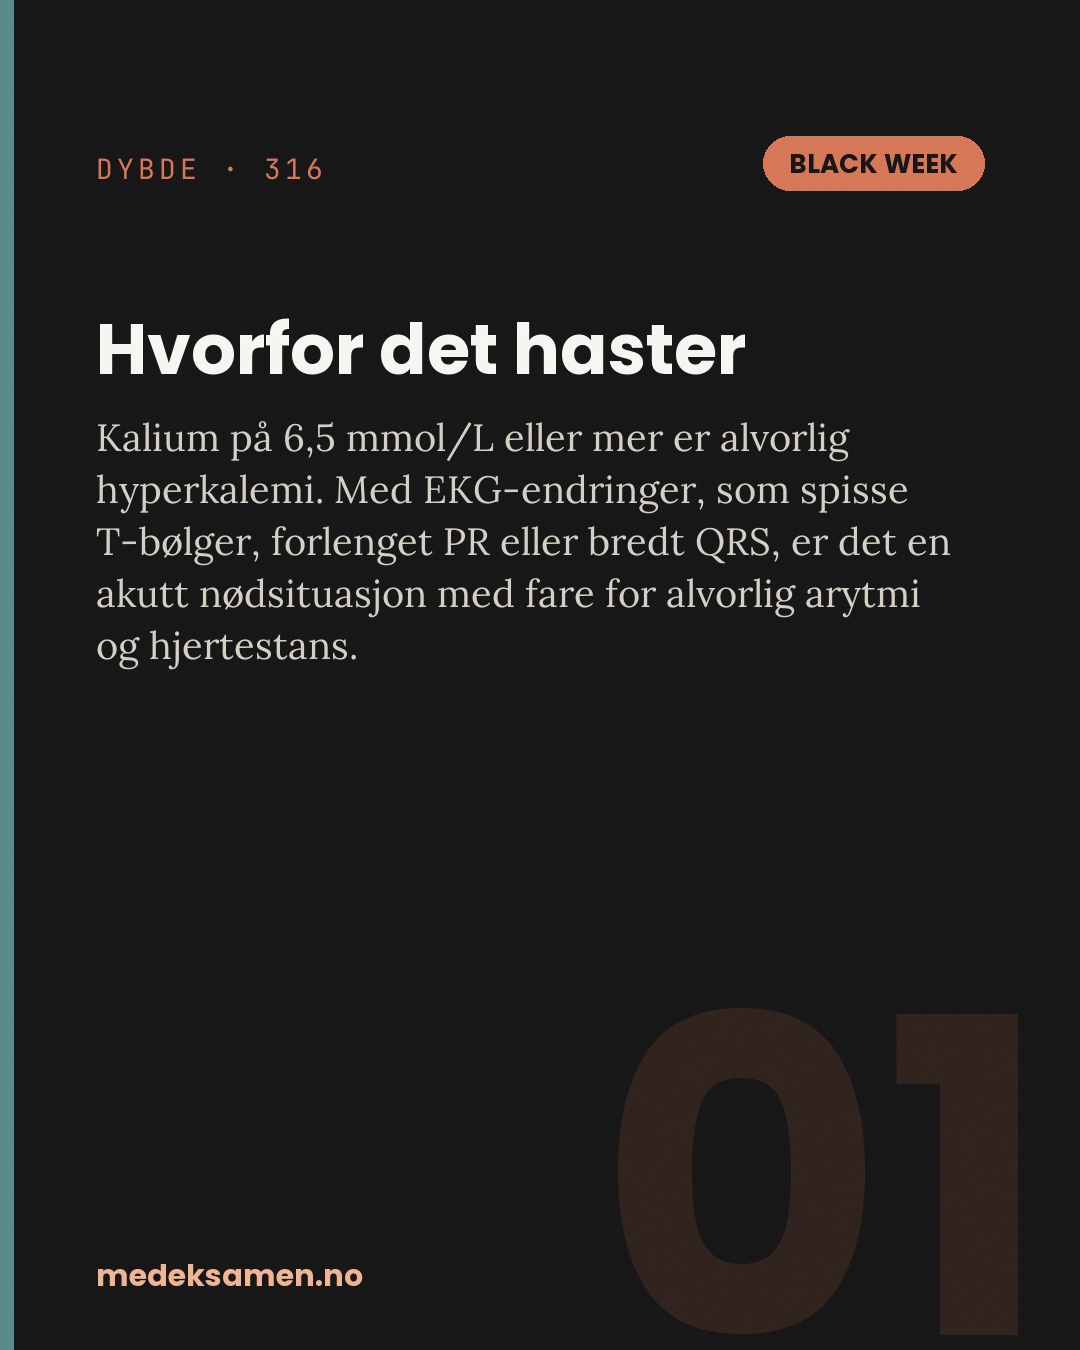 DYBDE · 316
BLACK WEEK
Hvorfor det haster
Kalium på 6,5 mmol/L eller mer er alvorlig
hyperkalemi. Med EKG-endringer, som spisse
T-bølger, forlenget PR eller bredt QRS, er det en
akutt nødsituasjon med fare for alvorlig arytmi
og hjertestans.
01
medeksamen.no